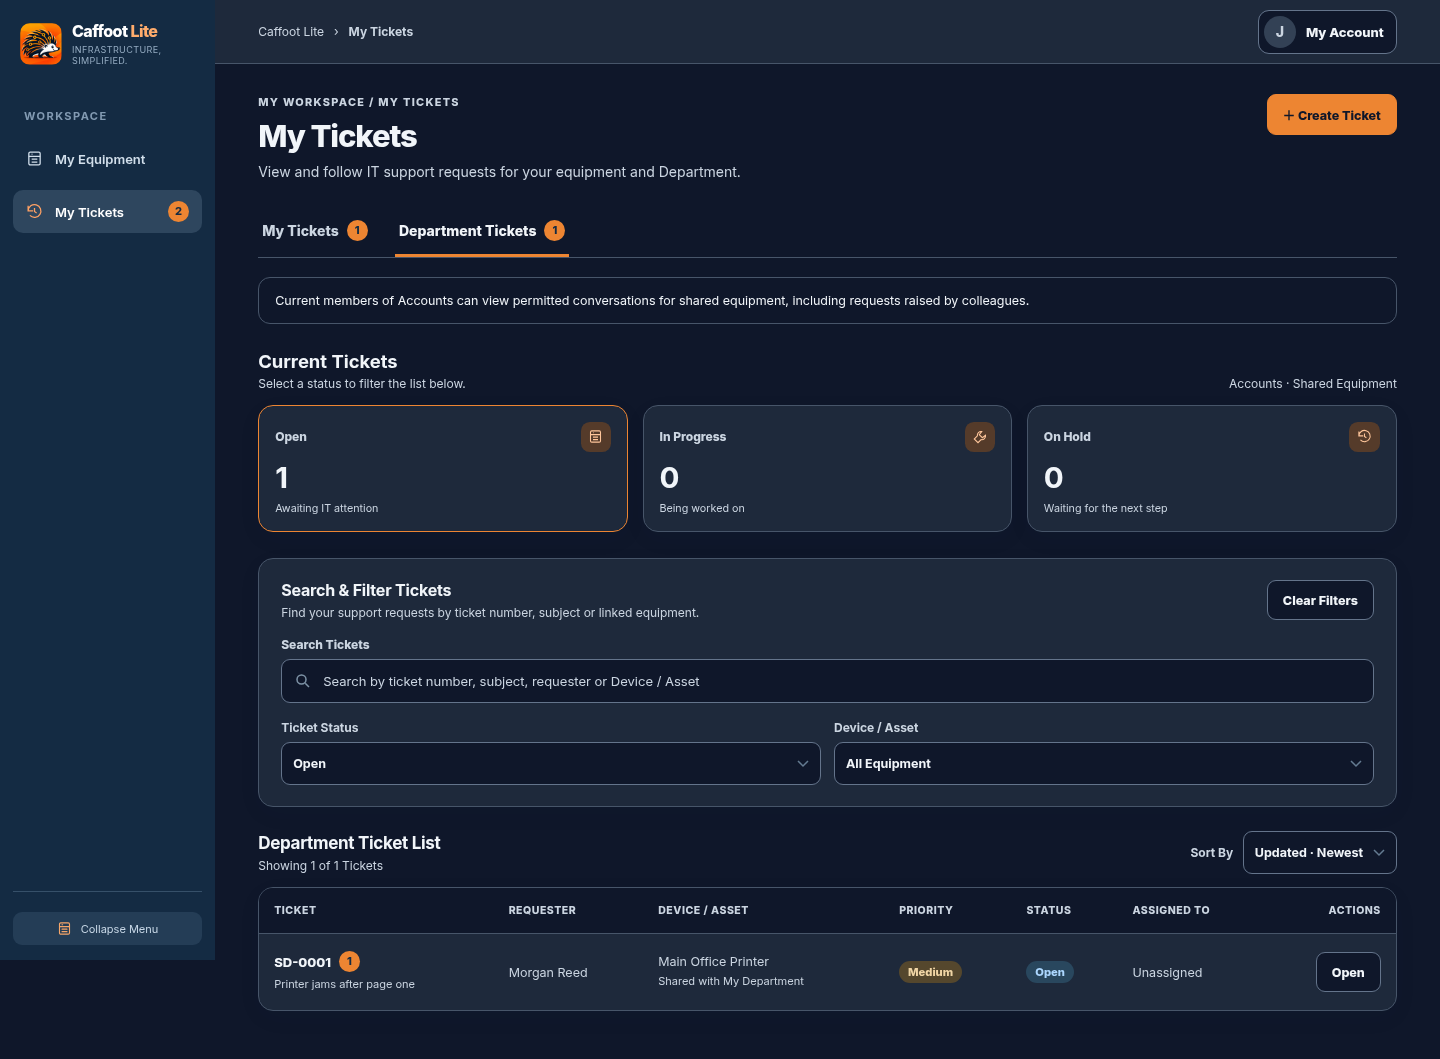 Caffoot Lite
INFRASTRUCTURE,
SIMPLIFIED.
WORKSPACE
My Equipment
My Tickets 2
Collapse Menu
Caffoot Lite › My Tickets
J My Account
MY WORKSPACE / MY TICKETS
My Tickets
View and follow IT support requests for your equipment and Department.
+ Create Ticket
My Tickets 1 Department Tickets 1
Current members of Accounts can view permitted conversations for shared equipment, including requests raised by colleagues.
Current Tickets
Select a status to filter the list below.
Accounts · Shared Equipment
Open
1
Awaiting IT attention
In Progress
0
Being worked on
On Hold
0
Waiting for the next step
Search & Filter Tickets
Find your support requests by ticket number, subject or linked equipment.
Clear Filters
Search Tickets
Search by ticket number, subject, requester or Device / Asset
Ticket Status
Open
Device / Asset
All Equipment
Department Ticket List
Showing 1 of 1 Tickets
Sort By Updated · Newest
TICKET REQUESTER DEVICE / ASSET PRIORITY STATUS ASSIGNED TO ACTIONS
SD-0001 1
Printer jams after page one
Morgan Reed
Main Office Printer
Shared with My Department
Medium
Open
Unassigned
Open